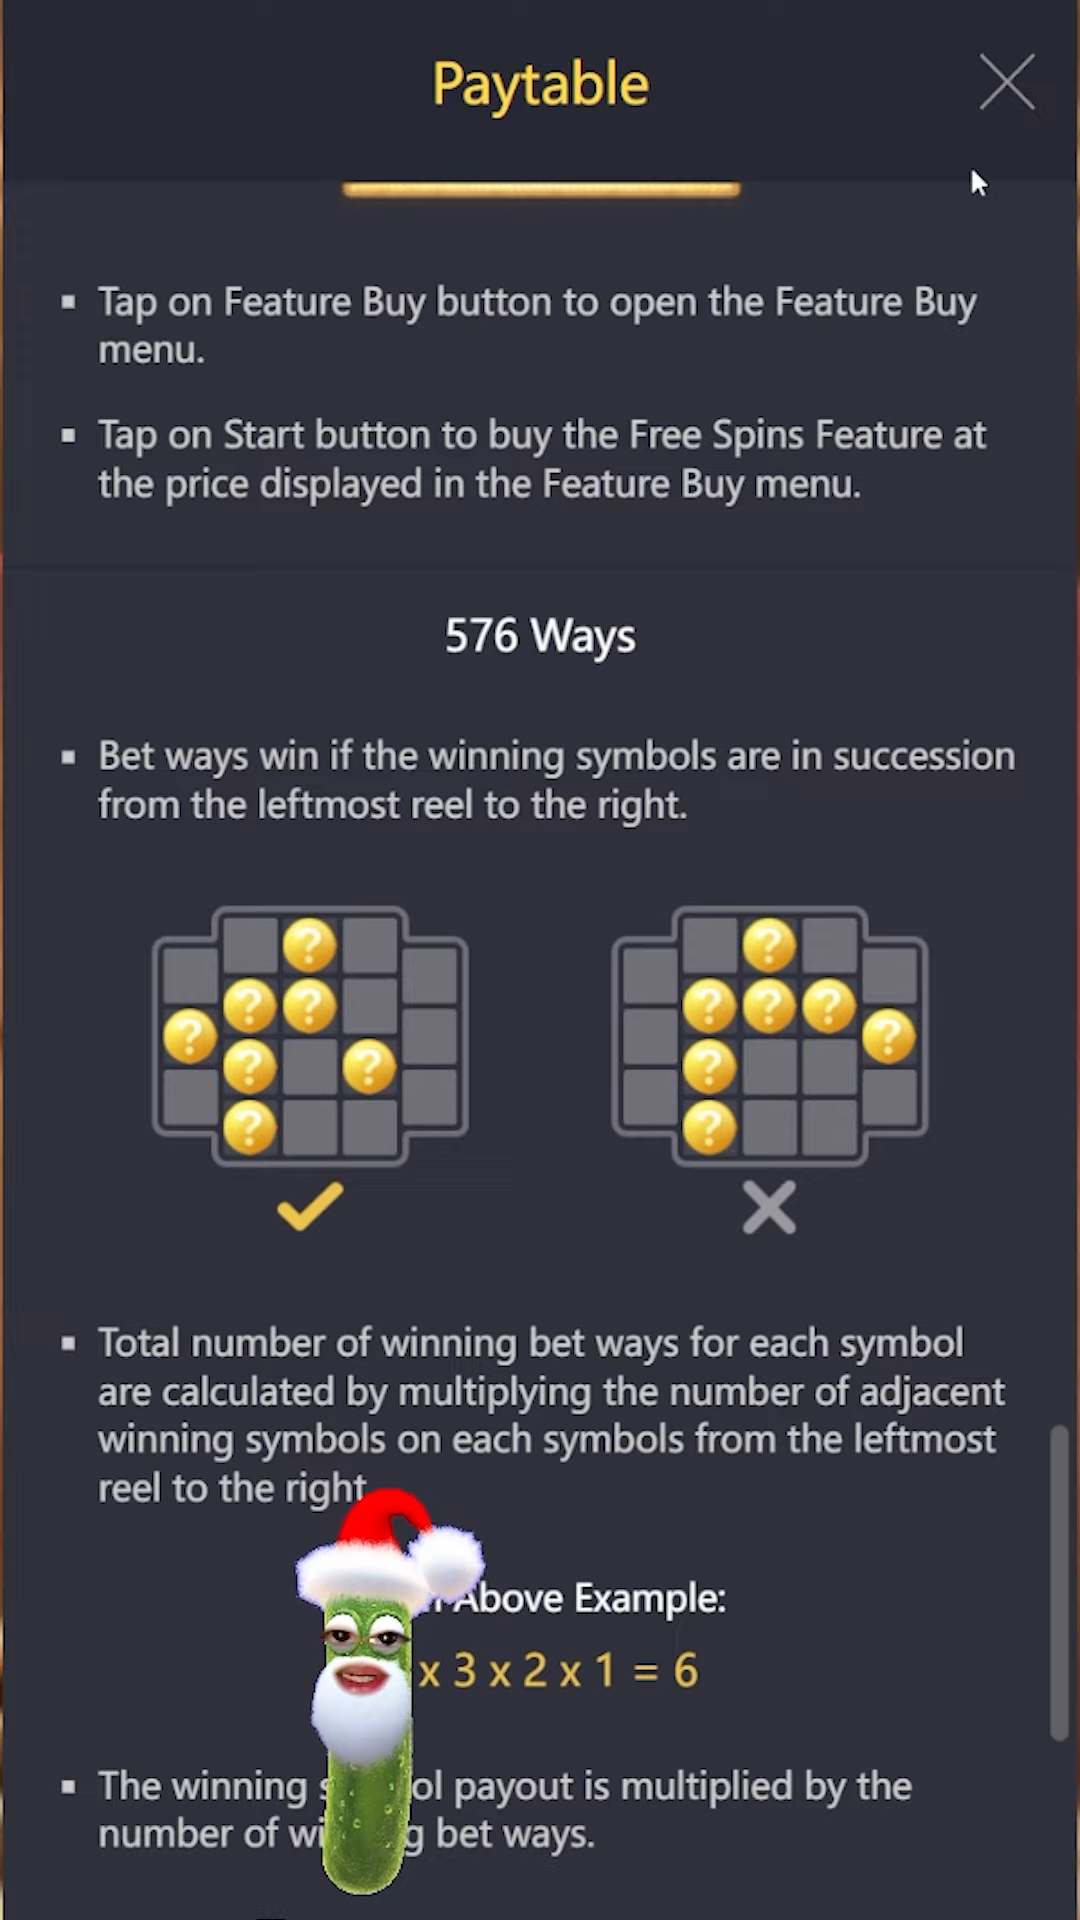 Paytable
Tap on Feature Buy button to open the Feature Buy
menu.
Tap on Start button to buy the Free Spins Feature at
the price displayed in the Feature Buy menu.
576 Ways
Bet ways win if the winning symbols are in succession
from the leftmost reel to the right.
? ? ? ? ? ? ?
? ? ? ? ? ? ?
Total number of winning bet ways for each symbol
are calculated by multiplying the number of adjacent
winning symbols on each symbols from the leftmost
reel to the right
Above Example:
x 3 x 2 x 1 = 6
The winning payout is multiplied by the
number of bet ways.